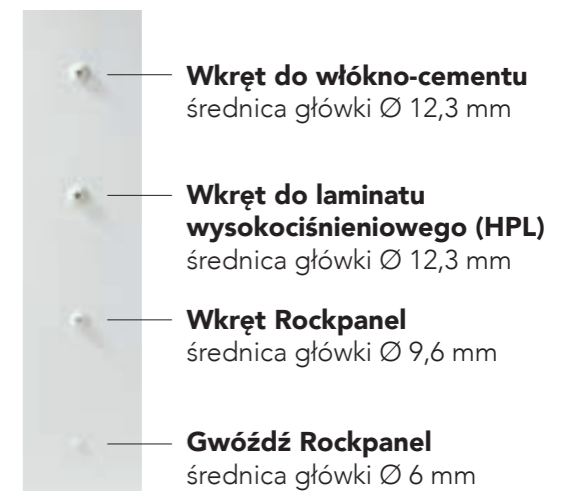 Wkręt do włókno-cementu
średnica główki Ø 12,3 mm
Wkręt do laminatu
wysokociśnieniowego (HPL)
średnica główki Ø 12,3 mm
Wkręt Rockpanel
średnica główki Ø 9,6 mm
Gwóźdź Rockpanel
średnica główki Ø 6 mm